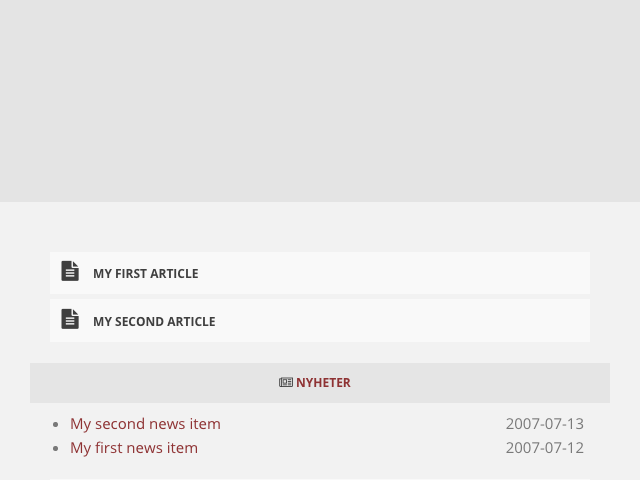 MY FIRST ARTICLE
MY SECOND ARTICLE
NYHETER
My second news item 2007-07-13
My first news item 2007-07-12